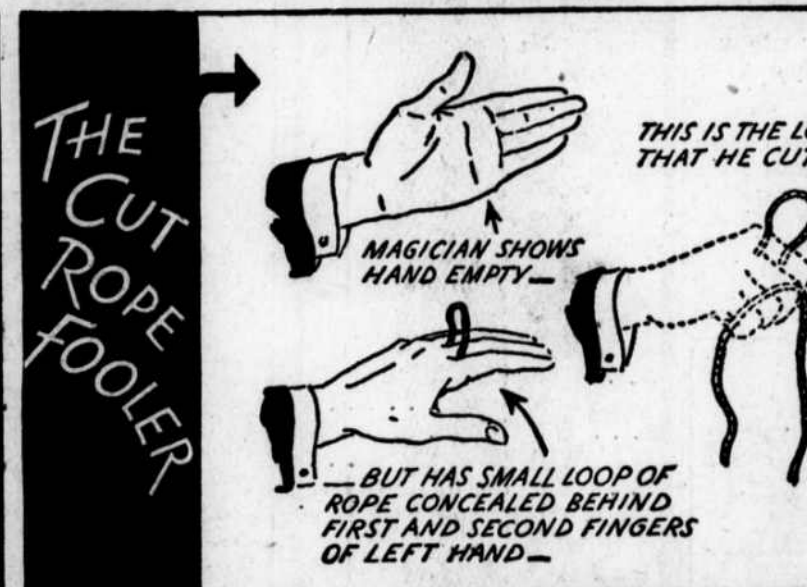 THE
CUT
ROPE
FOOLER
MAGICIAN SHOWS
HAND EMPTY—
THIS IS THE
THAT HE CUT
—BUT HAS SMALL LOOP OF
ROPE CONCEALED BEHIND
FIRST AND SECOND FINGERS
OF LEFT HAND—